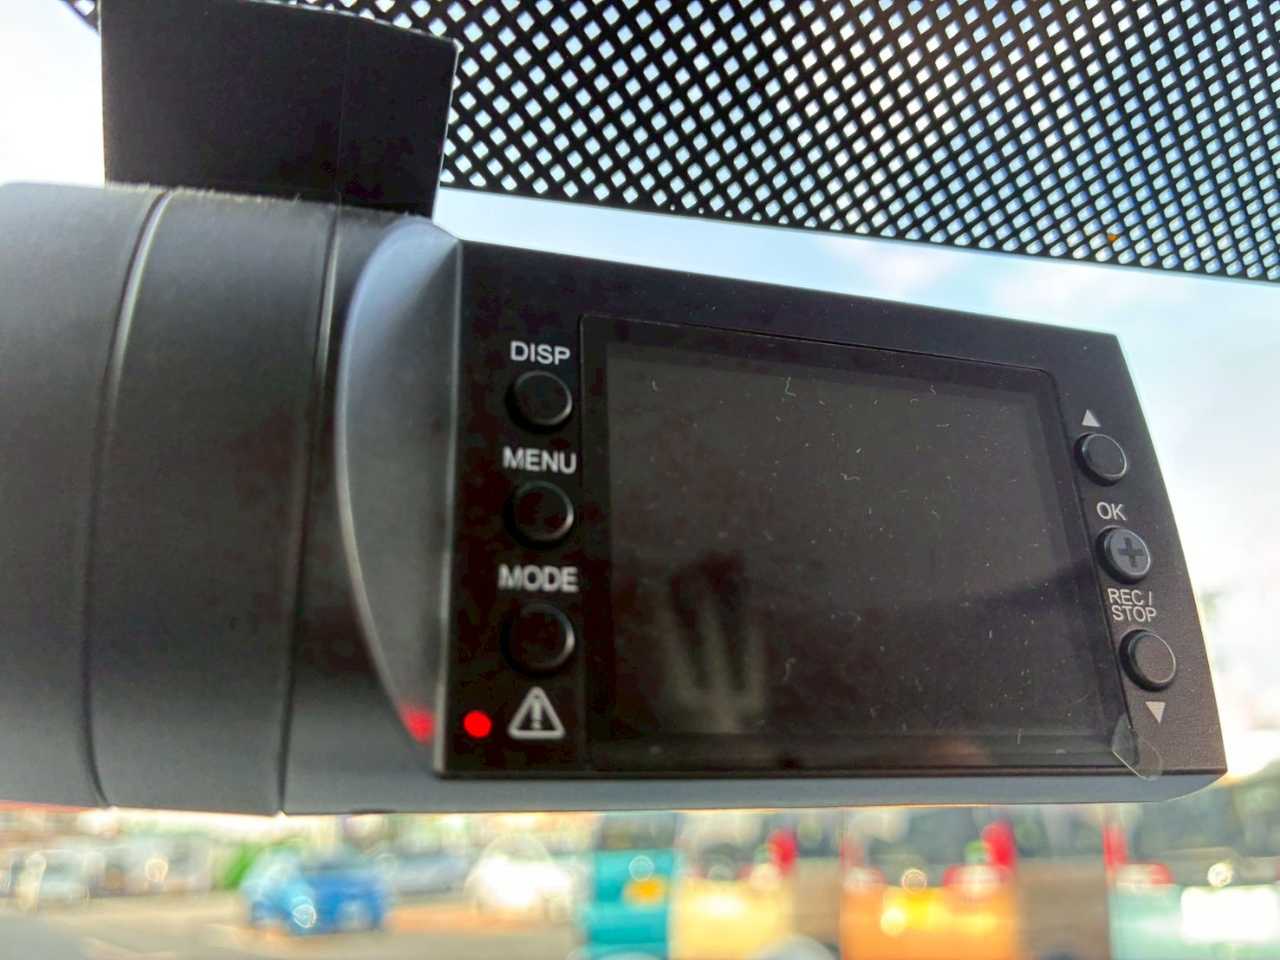 DISP
MENU
MODE
OK
REC /
STOP